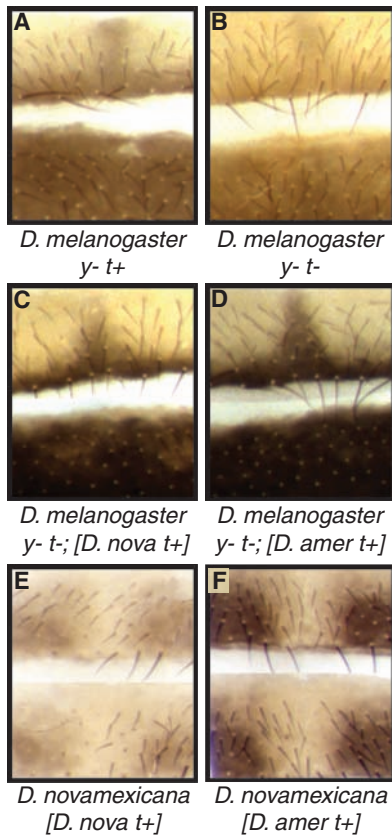 A
B
D. melanogaster
y- t+
D. melanogaster
y- t-
C
D
D. melanogaster
y- t-; [D. nova t+]
D. melanogaster
y- t-; [D. amer t+]
E
F
D. novamexicana
[D. nova t+]
D. novamexicana
[D. amer t+]